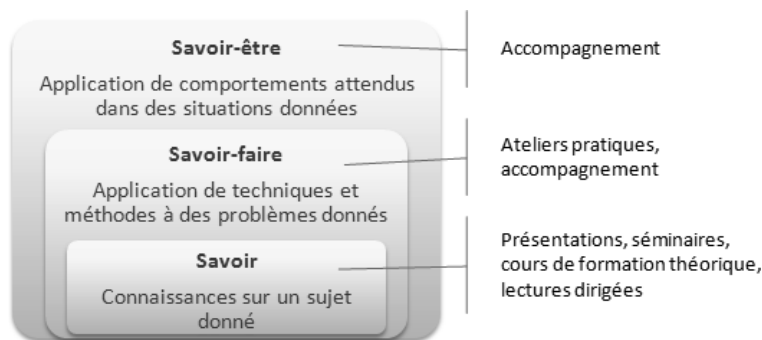 Savoir-être
Application de comportements attendus
dans des situations données
Accompagnement
Savoir-faire
Application de techniques et
méthodes à des problèmes donnés
Ateliers pratiques,
accompagnement
Savoir
Connaissances sur un sujet
donné
Présentations, séminaires,
cours de formation théorique,
lectures dirigées